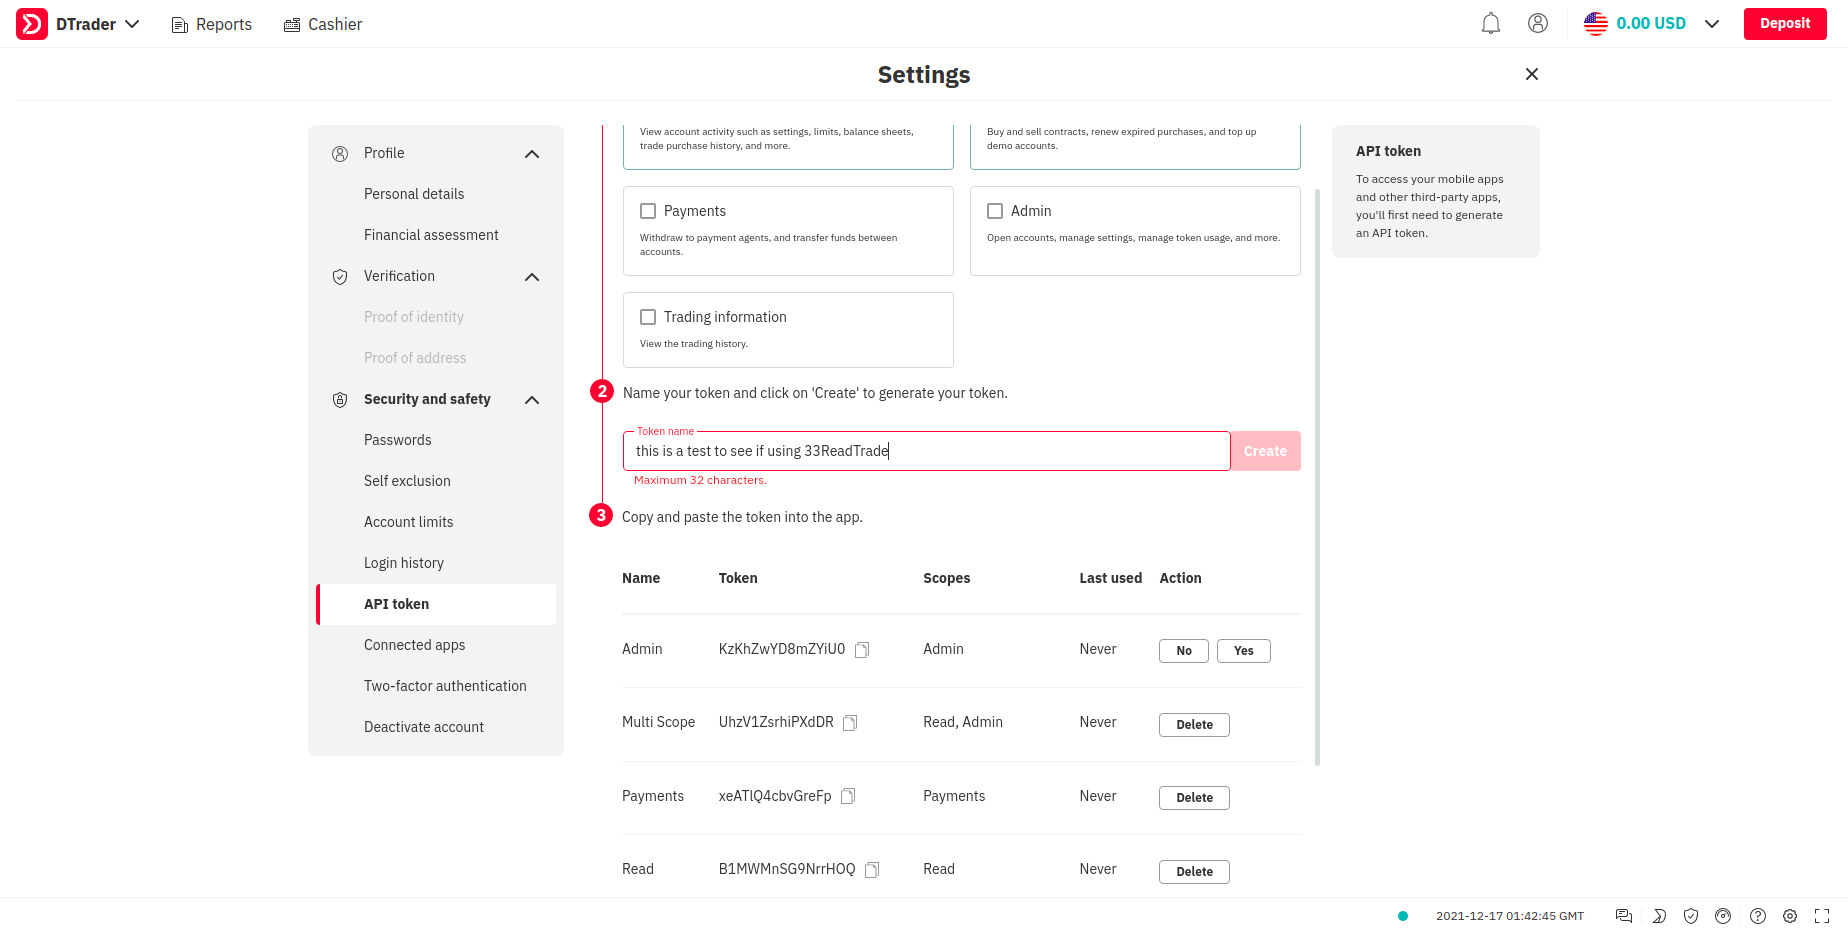 DTrader
Reports
Cashier
0.00 USD
Deposit
Settings
Profile
Personal details
Financial assessment
Verification
Proof of identity
Proof of address
Security and safety
Passwords
Self exclusion
Account limits
Login history
API token
Connected apps
Two-factor authentication
Deactivate account
View account activity such as settings, limits, balance sheets,
trade purchase history, and more.
Buy and sell contracts, renew expired purchases, and top up
demo accounts.
Payments
Withdraw to payment agents, and transfer funds between
accounts.
Admin
Open accounts, manage settings, manage token usage, and more.
Trading information
View the trading history.
2 Name your token and click on 'Create' to generate your token.
Token name
this is a test to see if using 33ReadTrade
Create
Maximum 32 characters.
3 Copy and paste the token into the app.
Name Token Scopes Last used Action
Admin KzKhZwYD8mZYiU0 Admin Never No Yes
Multi Scope UhzV1ZsrhiPXdDR Read, Admin Never Delete
Payments xeATlQ4cbvGreFp Payments Never Delete
Read B1MWMnSG9NrrHOQ Read Never Delete
API token
To access your mobile apps
and other third-party apps,
you'll first need to generate
an API token.
2021-12-17 01:42:45 GMT